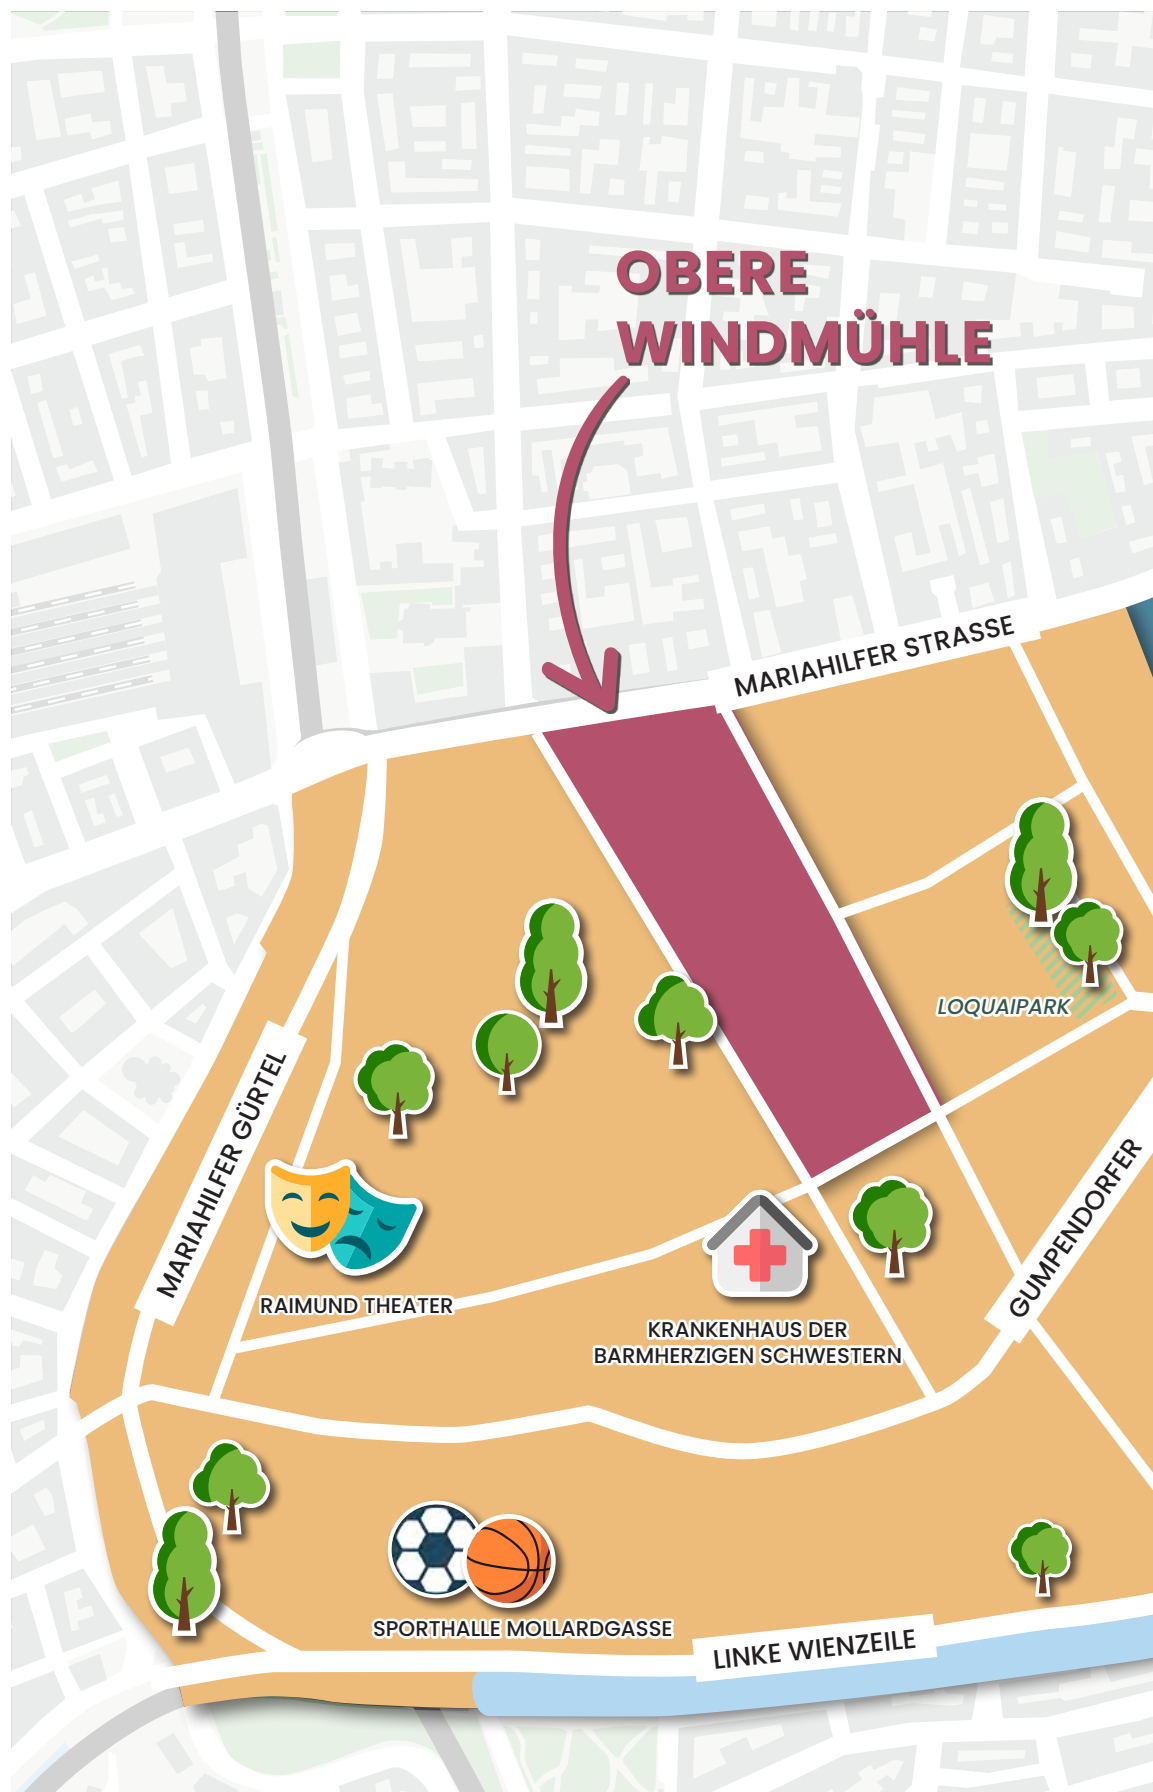 OBERE
WINDMÜHLE
MARIAHILFER STRASSE
LOQUAIPARK
MARIAHILFER GÜRTEL
GUMPENDORFER
RAIMUND THEATER
KRANKENHAUS DER
BARMHERZIGEN SCHWESTERN
SPORTHALLE MOLLARDGASSE
LINKE WIENZEILE